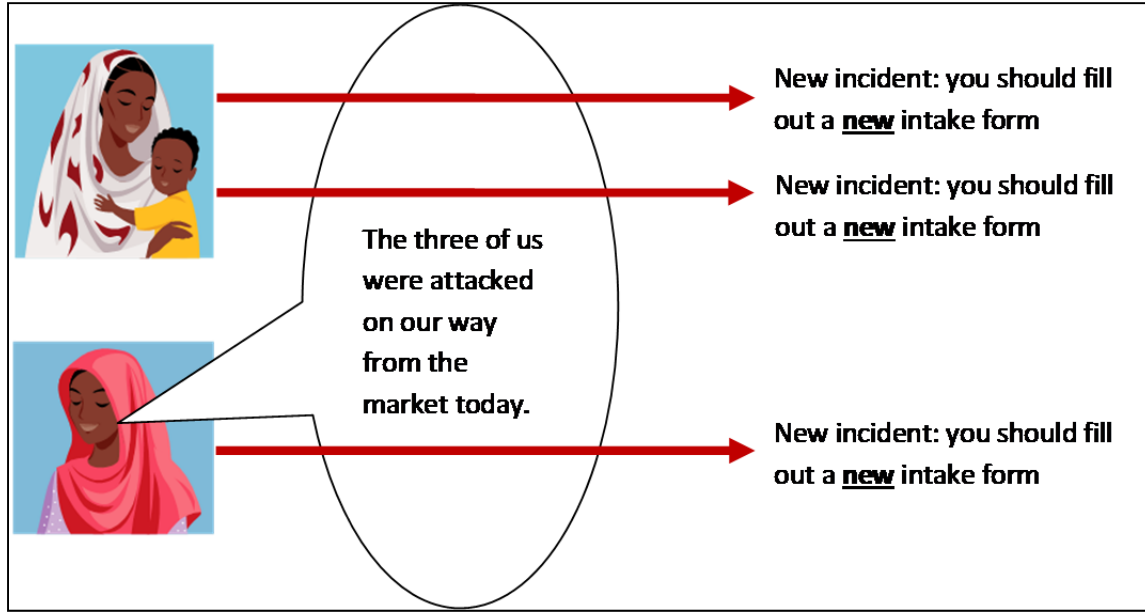 New incident: you should fill
out a new intake form
New incident: you should fill
out a new intake form
The three of us
were attacked
on our way
from the
market today.
New incident: you should fill
out a new intake form